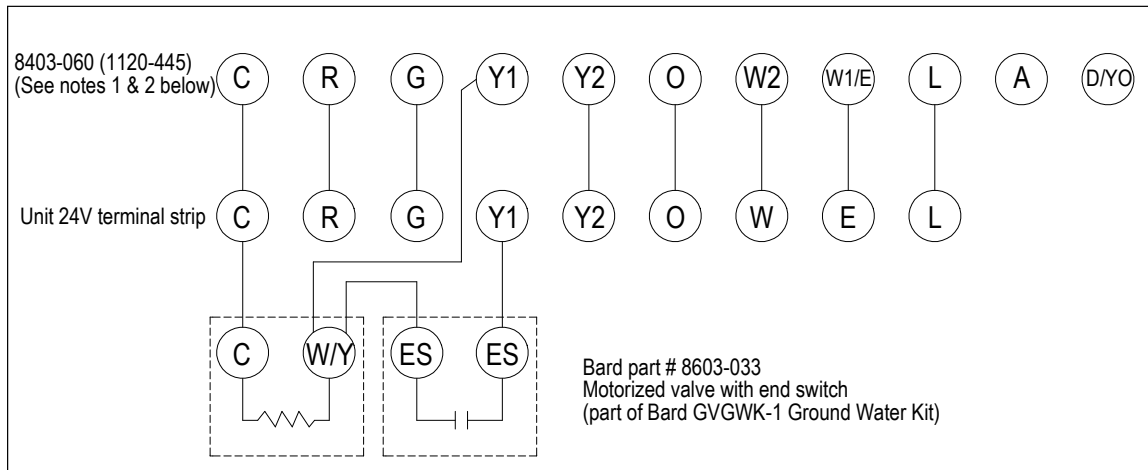 8403-060 (1120-445)
(See notes 1 & 2 below)
C R G Y1 Y2 O W2 W1/E L A D/YO
Unit 24V terminal strip
C R G Y1 Y2 O W E L
C W/Y ES ES
Bard part # 8603-033
Motorized valve with end switch
(part of Bard GVGWK-1 Ground Water Kit)